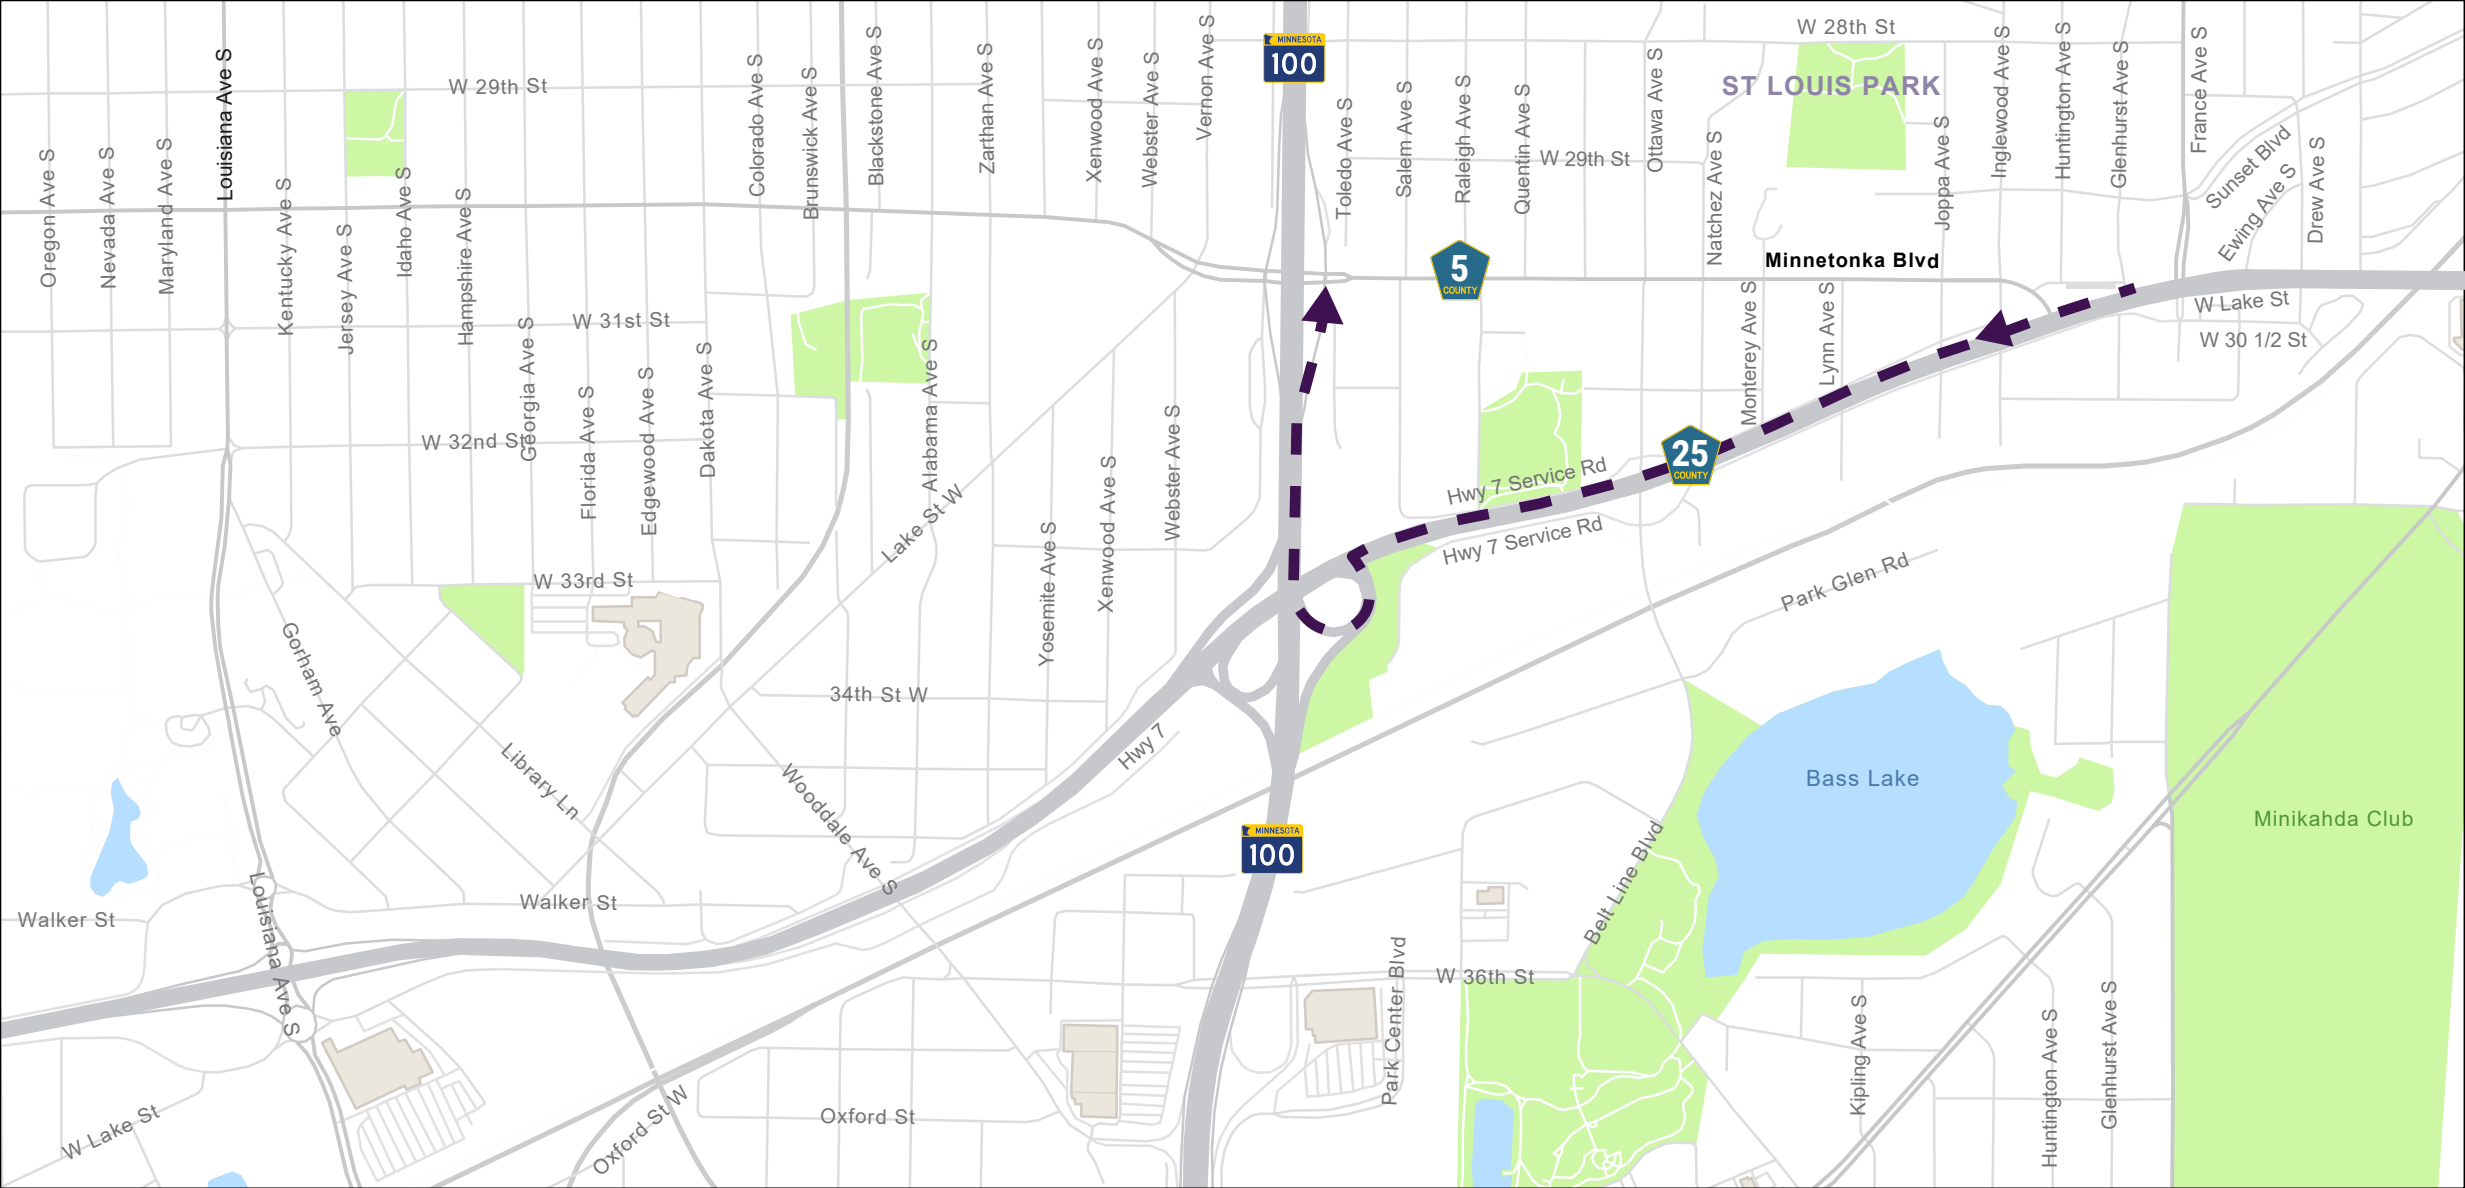 W 28th St
MINNESOTA
100
Louisiana Ave S
W 29th St
Colorado Ave S
Brunswick Ave S
Blackstone Ave S
Zarthan Ave S
Xenwood Ave S
Webster Ave S
Vernon Ave S
Toledo Ave S
Salem Ave S
Raleigh Ave S
Quentin Ave S
W 29th St
Ottawa Ave S
Natchez Ave S
ST LOUIS PARK
Joppa Ave S
Inglewood Ave S
Huntington Ave S
Glenhurst Ave S
France Ave S
Sunset Blvd
Ewing Ave S
Drew Ave S
Oregon Ave S
Nevada Ave S
Maryland Ave S
Kentucky Ave S
Jersey Ave S
Idaho Ave S
Hampshire Ave S
5
COUNTY
Minnetonka Blvd
W Lake St
W 30 1/2 St
W 31st St
Georgia Ave S
Florida Ave S
Edgewood Ave S
Dakota Ave S
Alabama Ave S
Monterey Ave S
Lynn Ave S
W 32nd St
Lake St W
Webster Ave S
Xenwood Ave S
Yosemite Ave S
25
COUNTY
Hwy 7 Service Rd
Hwy 7 Service Rd
Park Glen Rd
W 33rd St
Gorham Ave
34th St W
Hwy 7
Library Ln
Wooddale Ave S
Bass Lake
Minikahda Club
MINNESOTA
100
Belt Line Blvd
Walker St
Walker St
Louisiana Ave S
Park Center Blvd
W 36th St
Kipling Ave S
Huntington Ave S
Glenhurst Ave S
W Lake St
Oxford St W
Oxford St